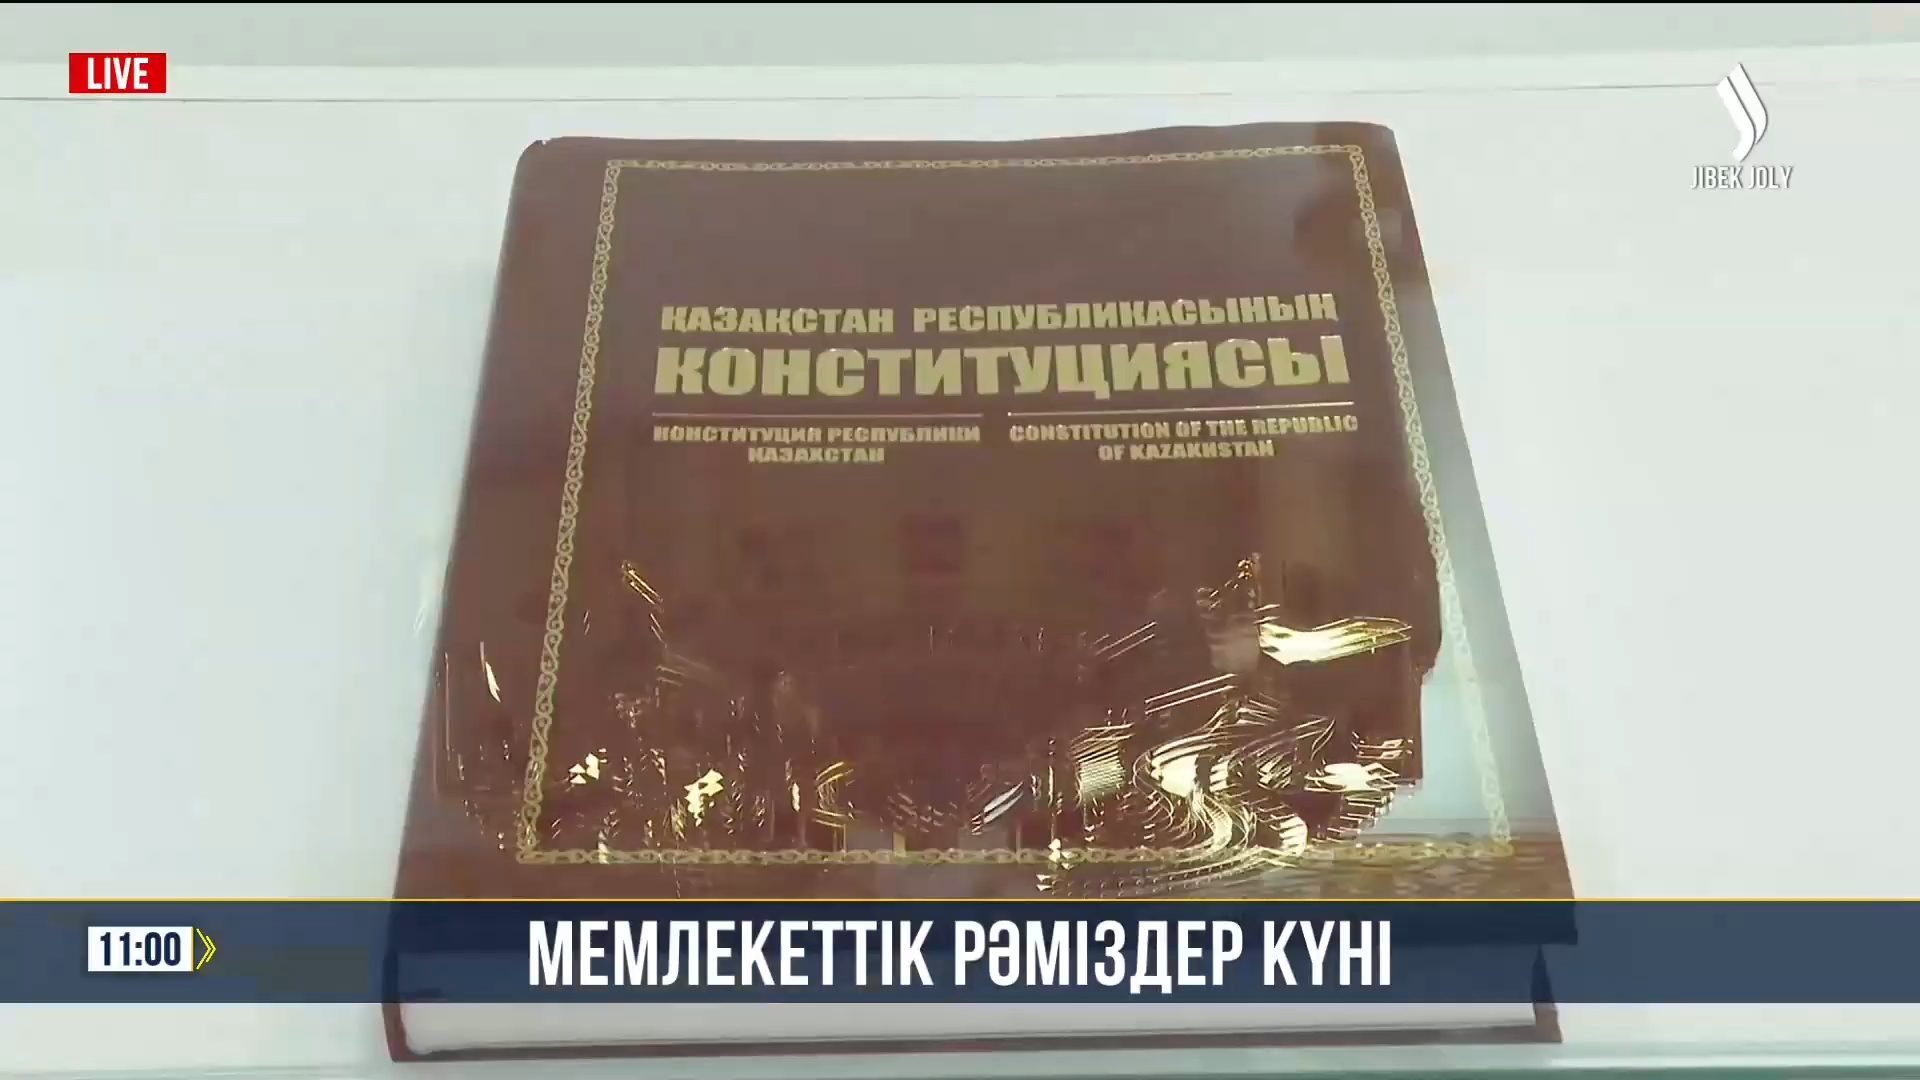 LIVE
JIBEK JOLY
ҚАЗАҚСТАН РЕСПУБЛИКАСЫНЫҢ
КОНСТИТУЦИЯСЫ
КОНСТИТУЦИЯ РЕСПУБЛИКИ
КАЗАХСТАН
CONSTITUTION OF THE REPUBLIC
OF KAZAKHSTAN
11:00
МЕМЛЕКЕТТІК РӘМІЗДЕР КҮНІ